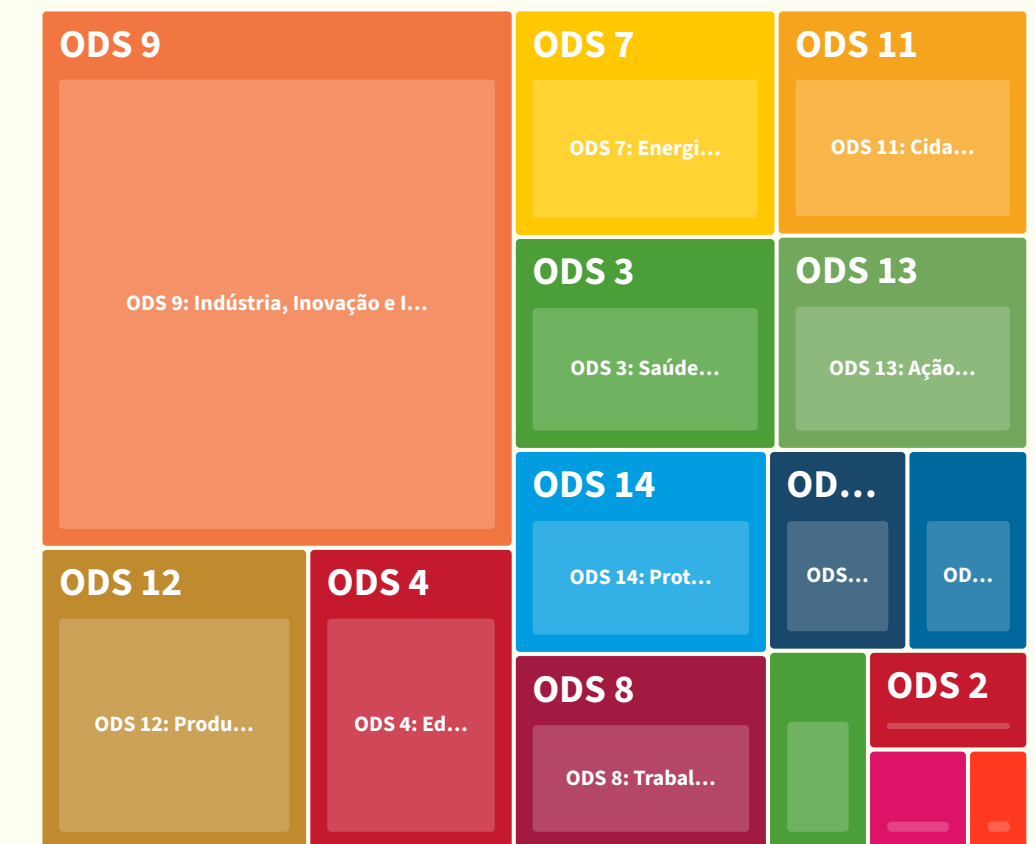 ODS 9
ODS 9: Indústria, Inovação e I...
ODS 7
ODS 7: Energi...
ODS 11
ODS 11: Cida...
ODS 3
ODS 3: Saúde...
ODS 13
ODS 13: Ação...
ODS 12
ODS 12: Produ...
ODS 4
ODS 4: Ed...
ODS 14
ODS 14: Prot...
OD...
ODS...
OD...
ODS 8
ODS 8: Trabal...
ODS 2